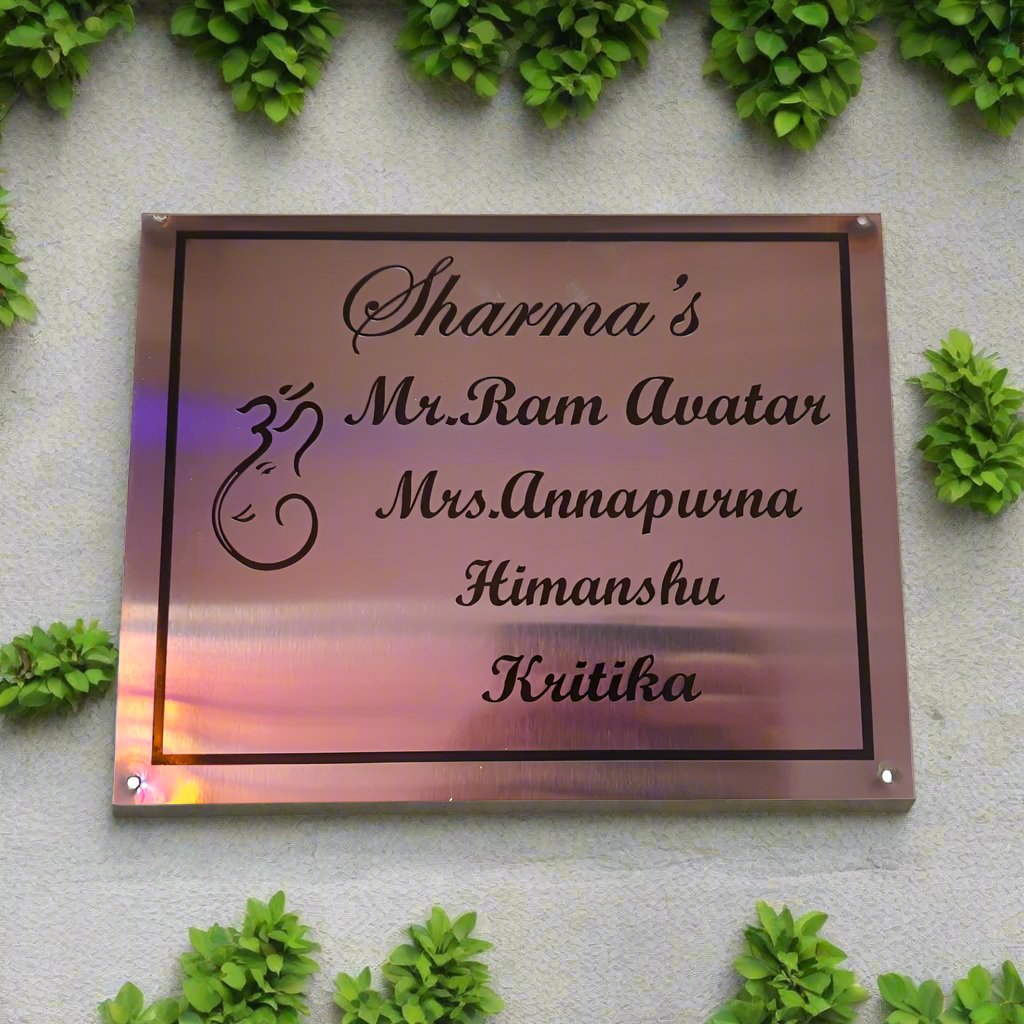 Sharma's
Mr.Ram Avatar
Mrs.Annapurna
Himanshu
Kritika